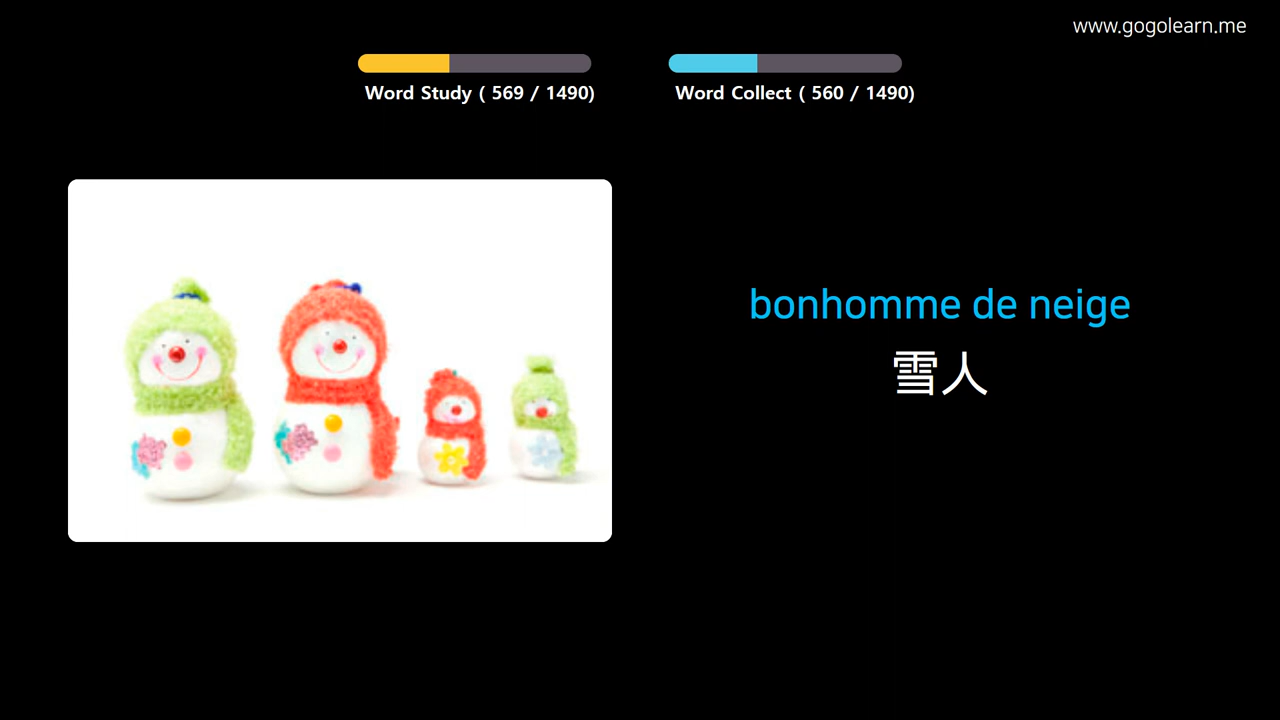 www.gogolearn.me
Word Study ( 569 / 1490)
Word Collect ( 560 / 1490)
bonhomme de neige
雪人